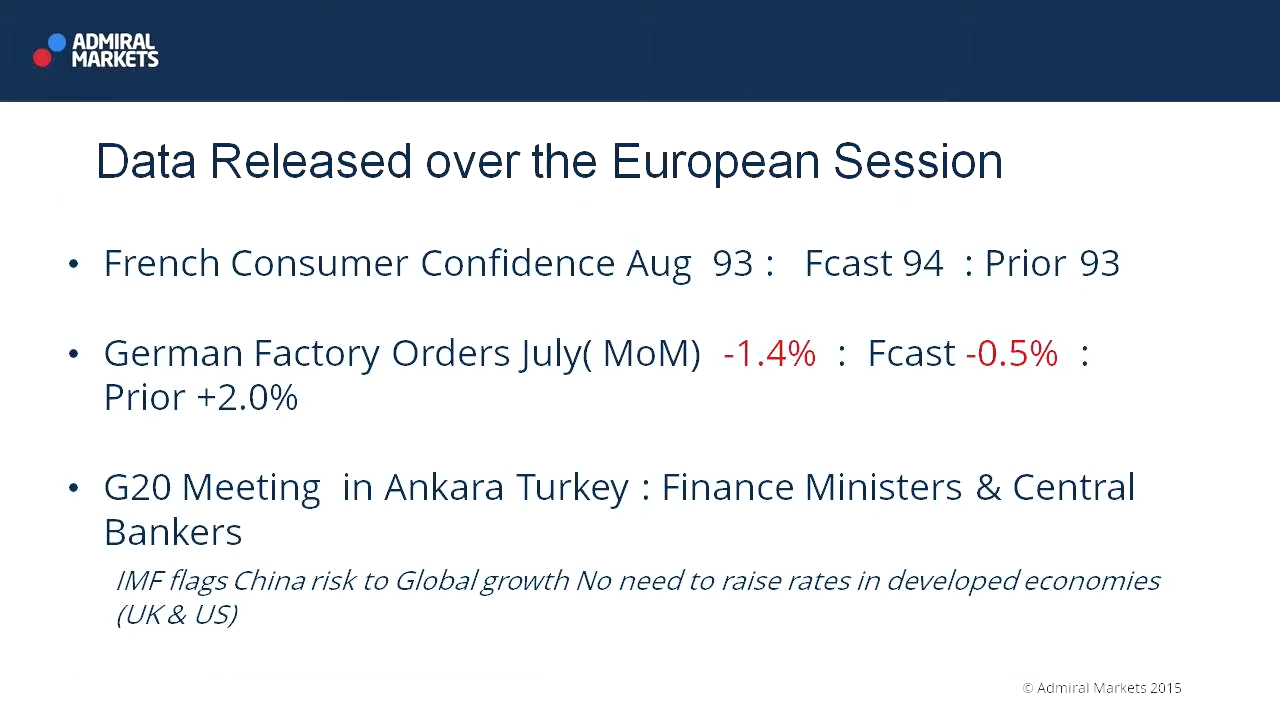 ADMIRAL
MARKETS
Data Released over the European Session
• French Consumer Confidence Aug 93 : Fcast 94 : Prior 93
• German Factory Orders July( MoM) -1.4% : Fcast -0.5% :
Prior +2.0%
• G20 Meeting in Ankara Turkey : Finance Ministers & Central
Bankers
IMF flags China risk to Global growth No need to raise rates in developed economies
(UK & US)
© Admiral Markets 2015